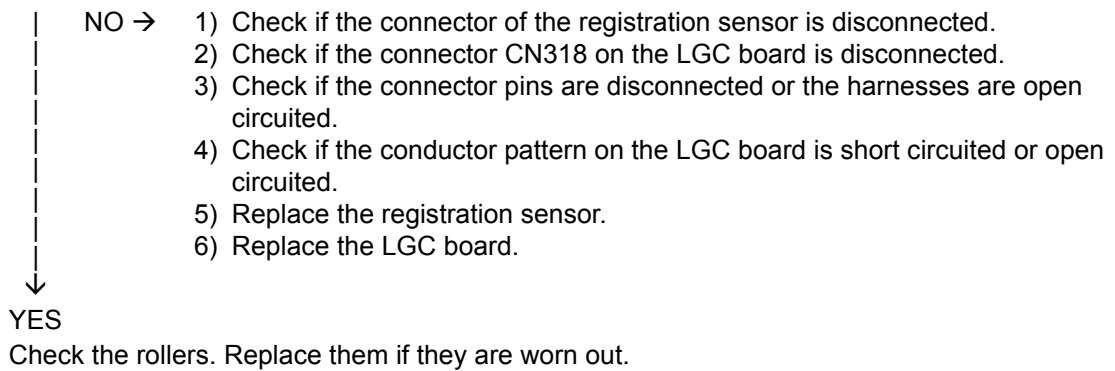 NO → 1) Check if the connector of the registration sensor is disconnected.
2) Check if the connector CN318 on the LGC board is disconnected.
3) Check if the connector pins are disconnected or the harnesses are open
circuited.
4) Check if the conductor pattern on the LGC board is short circuited or open
circuited.
5) Replace the registration sensor.
6) Replace the LGC board.
YES
Check the rollers. Replace them if they are worn out.